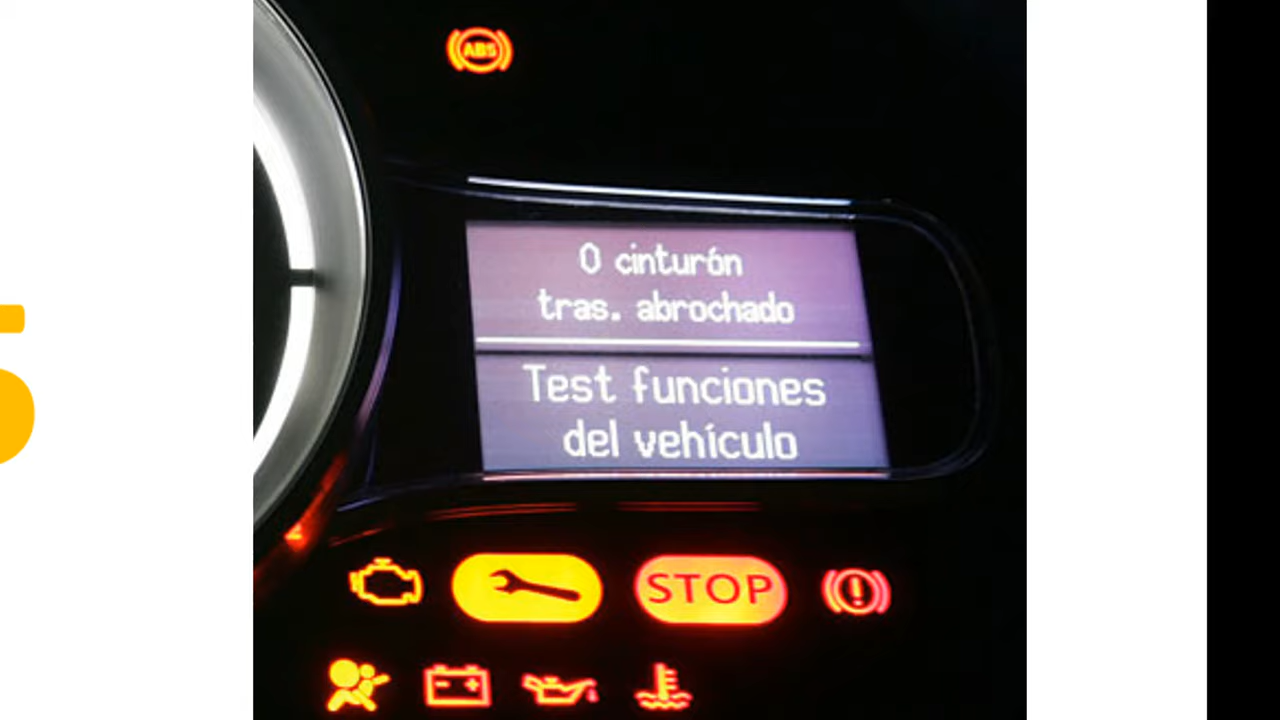 ABS
0 cinturón
tras. abrochado
Test funciones
del vehículo
STOP